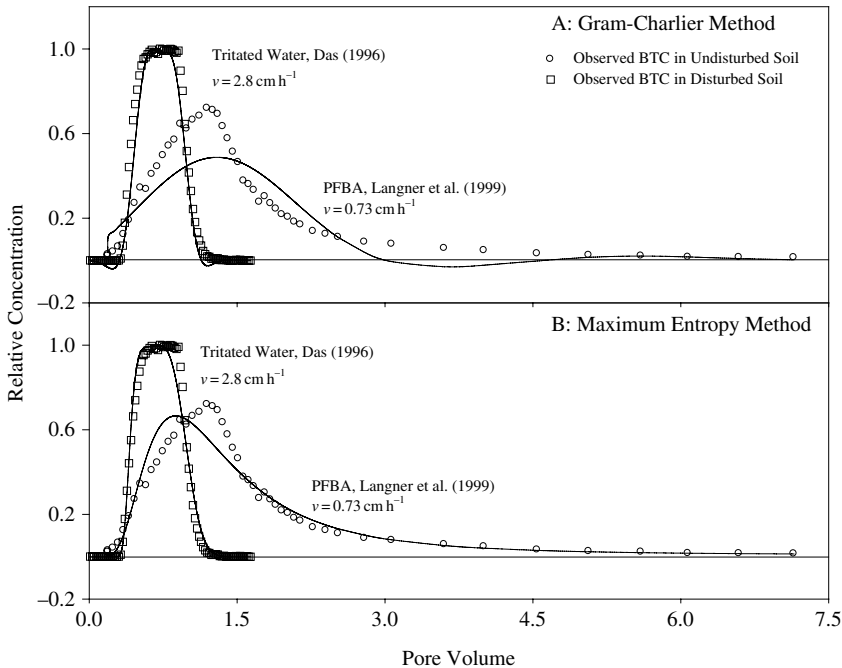 A: Gram-Charlier Method
1.0
Tritated Water, Das (1996)
v = 2.8 cm h⁻¹
Observed BTC in Undisturbed Soil
Observed BTC in Disturbed Soil
0.6
PFBA, Langner et al. (1999)
v = 0.73 cm h⁻¹
0.2
–0.2
B: Maximum Entropy Method
1.0
Tritated Water, Das (1996)
v = 2.8 cm h⁻¹
0.6
PFBA, Langner et al. (1999)
v = 0.73 cm h⁻¹
0.2
–0.2
Relative Concentration
0.0 1.5 3.0 4.5 6.0 7.5
Pore Volume